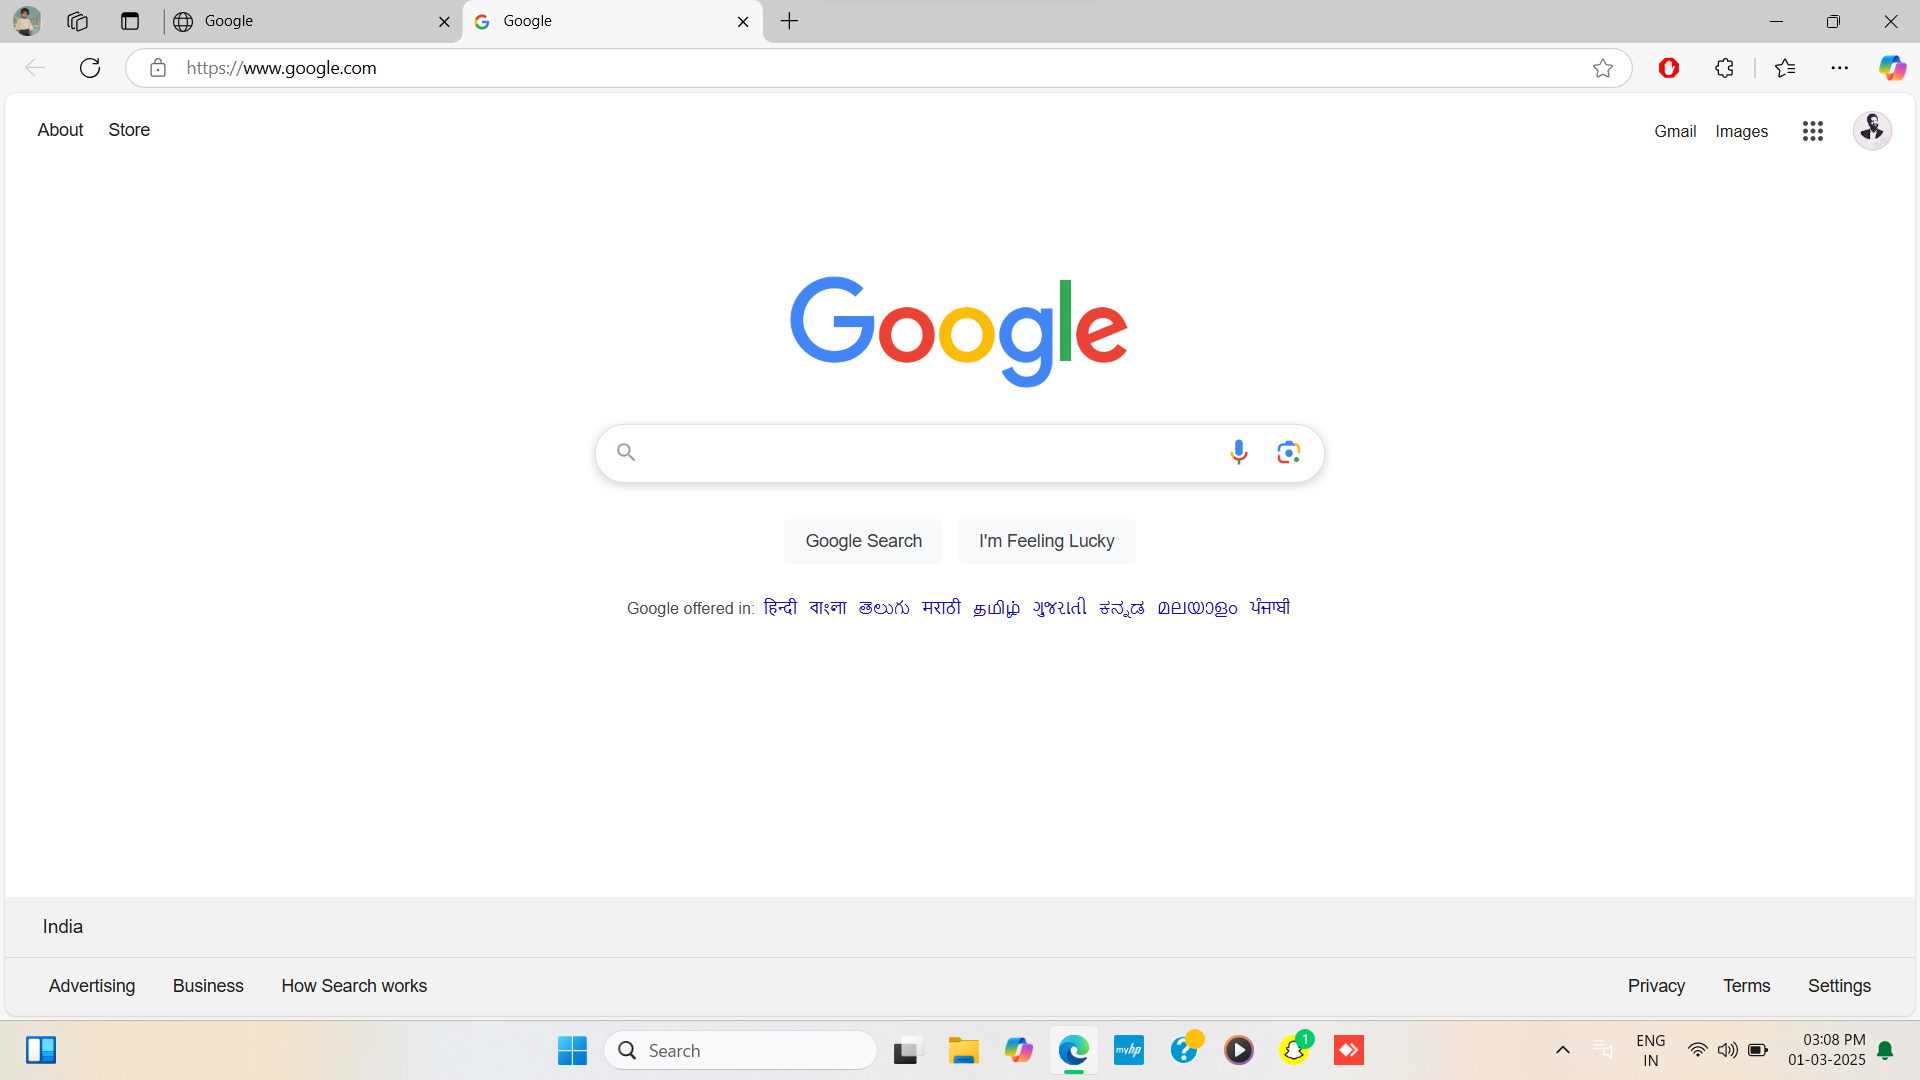 Google
Google
https://www.google.com
About Store
Gmail Images
Google
Google Search I'm Feeling Lucky
Google offered in: हिन्दी বাংলা తెలుగు मराठी தமிழ் ગુજરાતી ಕನ್ನಡ മലയാളം ਪੰਜਾਬੀ
India
Advertising Business How Search works
Privacy Terms Settings
Search
myhp
1
ENG
IN
03:08 PM
01-03-2025